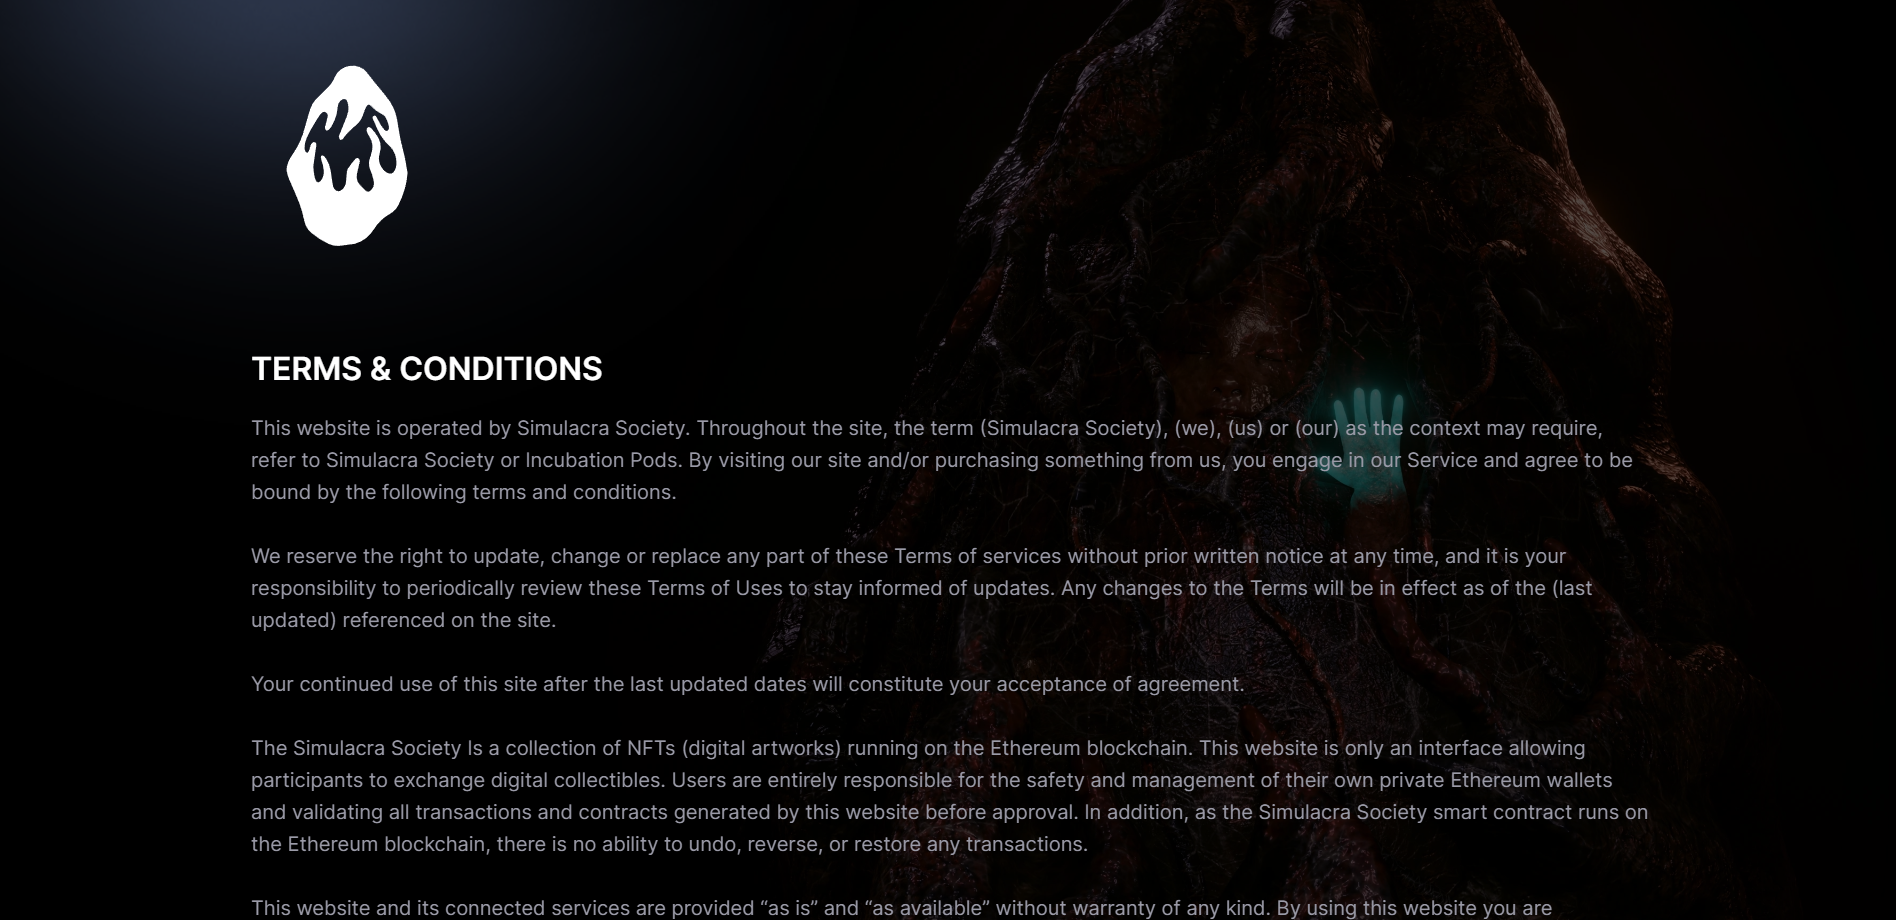 TERMS & CONDITIONS
This website is operated by Simulacra Society. Throughout the site, the term (Simulacra Society), (we), (us) or (our) as the context may require,
refer to Simulacra Society or Incubation Pods. By visiting our site and/or purchasing something from us, you engage in our Service and agree to be
bound by the following terms and conditions.
We reserve the right to update, change or replace any part of these Terms of services without prior written notice at any time, and it is your
responsibility to periodically review these Terms of Uses to stay informed of updates. Any changes to the Terms will be in effect as of the (last
updated) referenced on the site.
Your continued use of this site after the last updated dates will constitute your acceptance of agreement.
The Simulacra Society Is a collection of NFTs (digital artworks) running on the Ethereum blockchain. This website is only an interface allowing
participants to exchange digital collectibles. Users are entirely responsible for the safety and management of their own private Ethereum wallets
and validating all transactions and contracts generated by this website before approval. In addition, as the Simulacra Society smart contract runs on
the Ethereum blockchain, there is no ability to undo, reverse, or restore any transactions.
This website and its connected services are provided “as is” and “as available” without warranty of any kind. By using this website you are